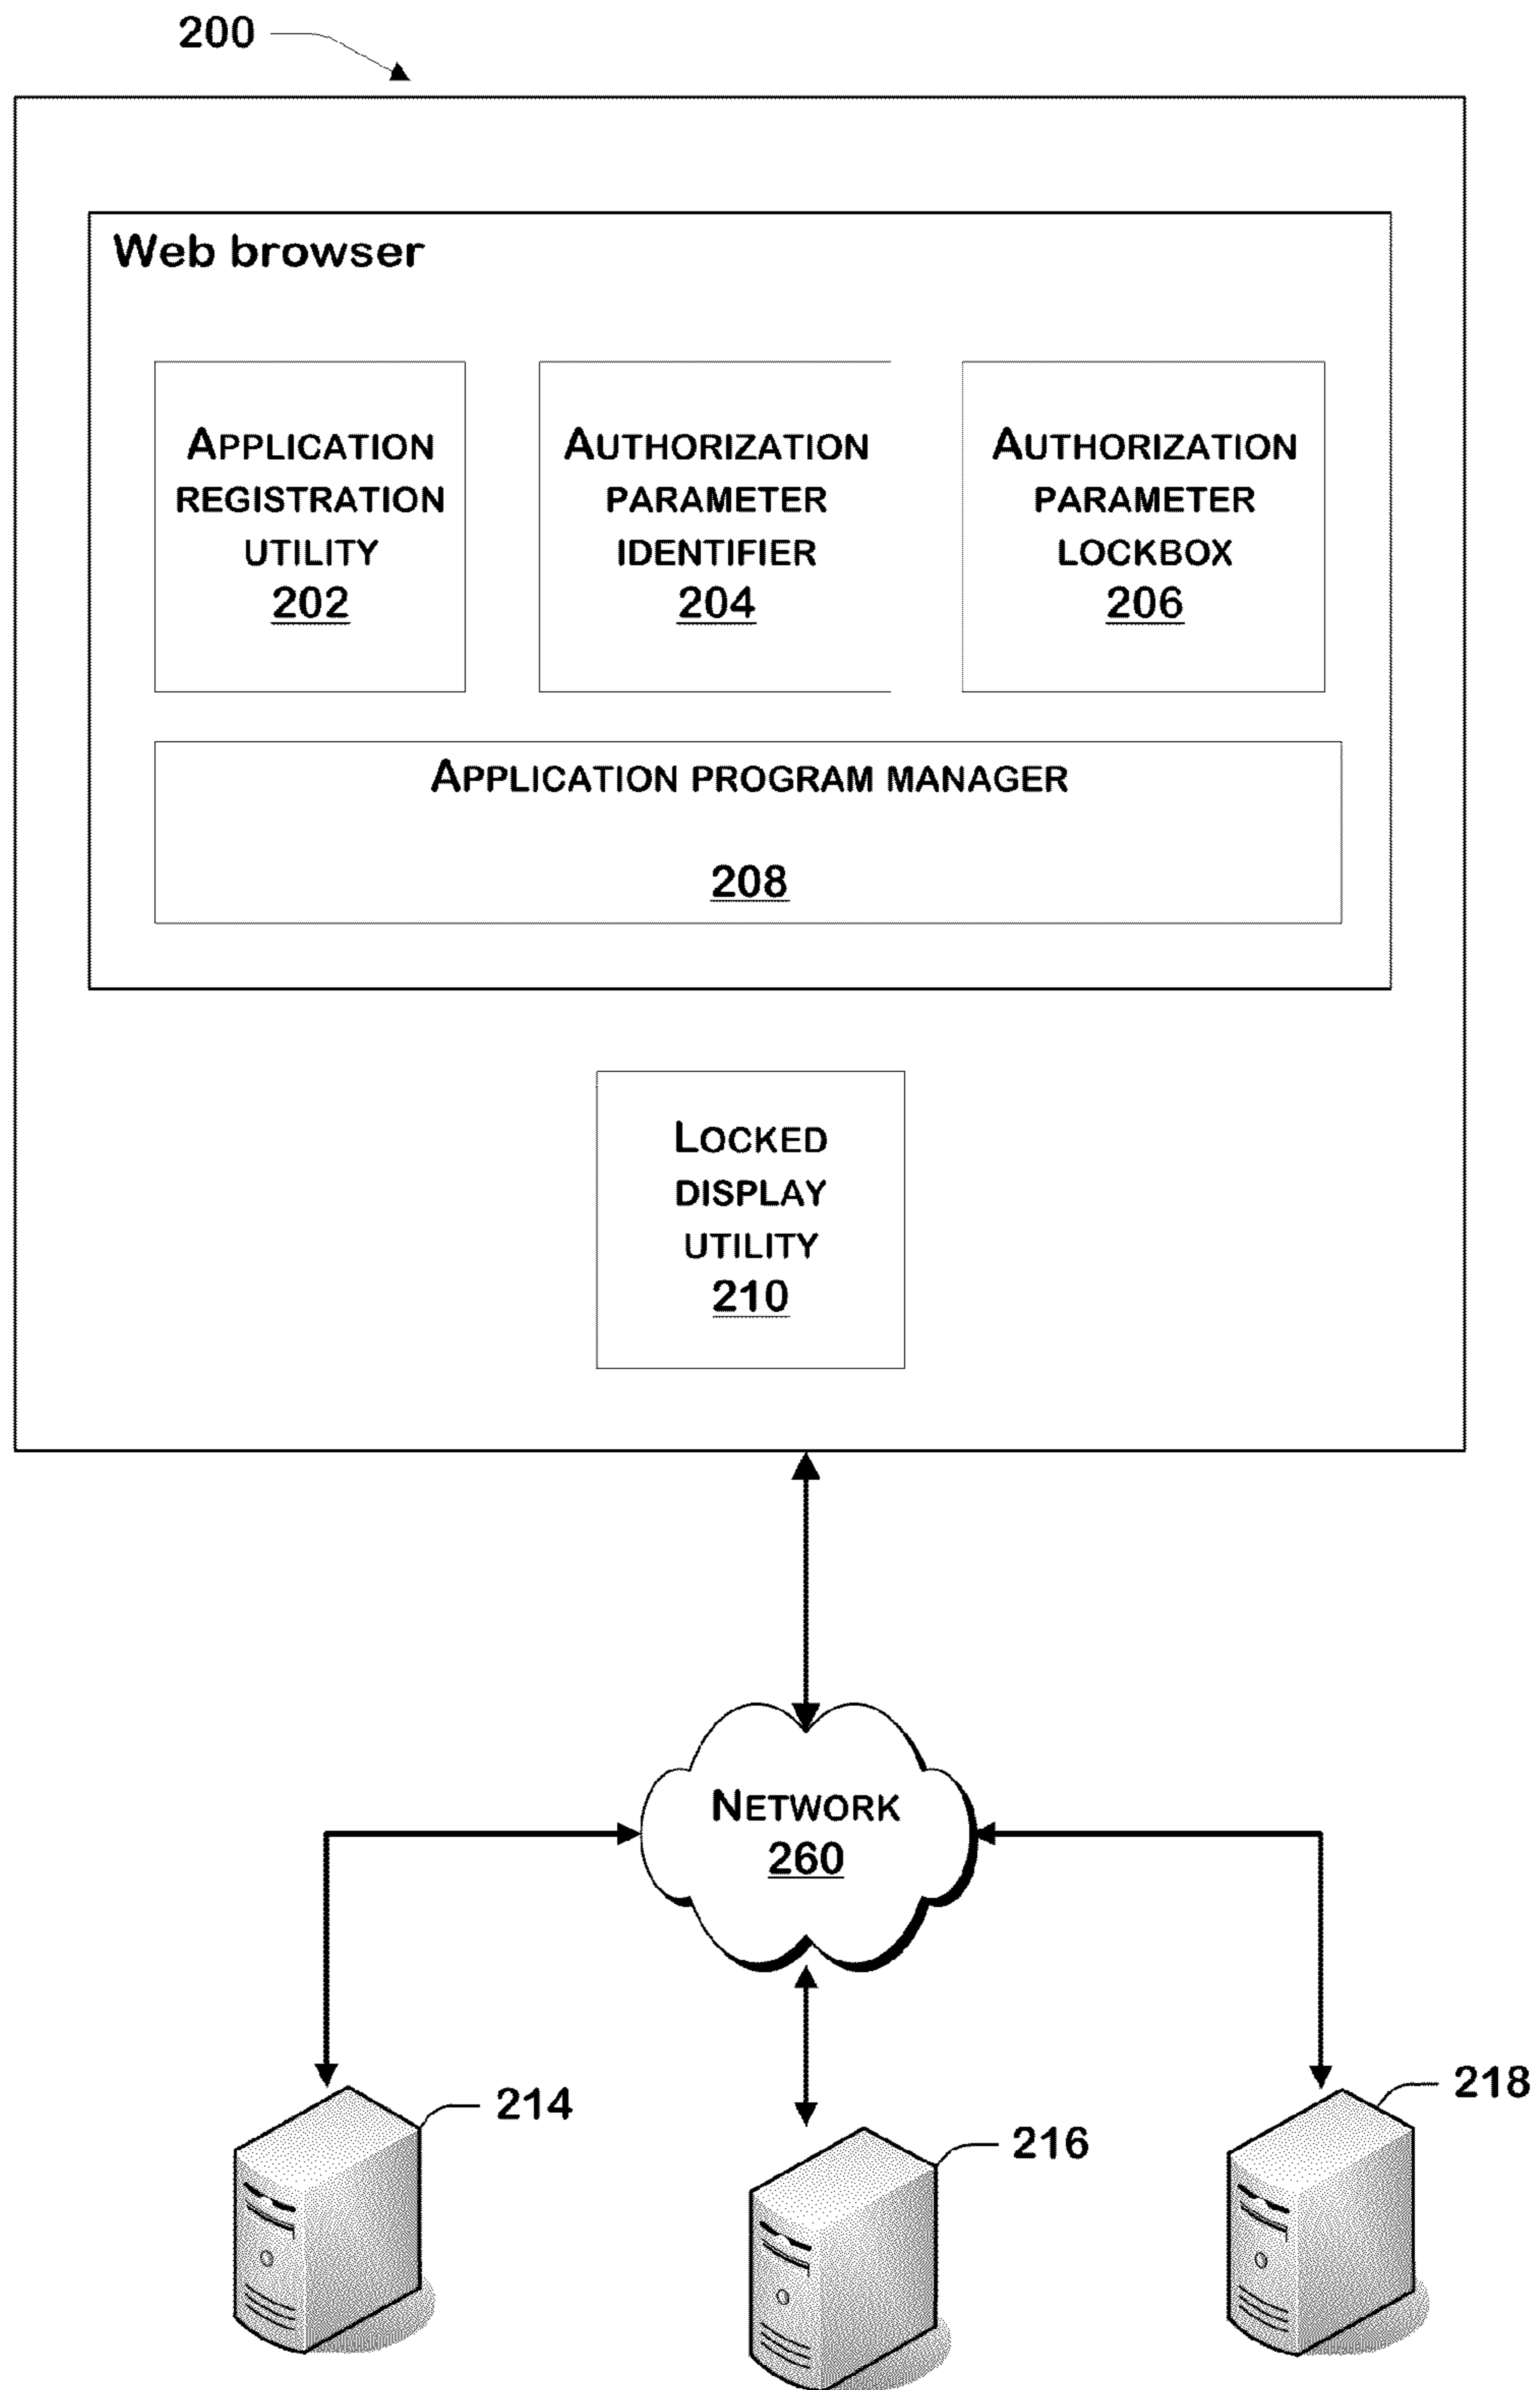 200
Web browser
APPLICATION
REGISTRATION
UTILITY
202
AUTHORIZATION
PARAMETER
IDENTIFIER
204
AUTHORIZATION
PARAMETER
LOCKBOX
206
APPLICATION PROGRAM MANAGER
208
LOCKED
DISPLAY
UTILITY
210
NETWORK
260
214
216
218